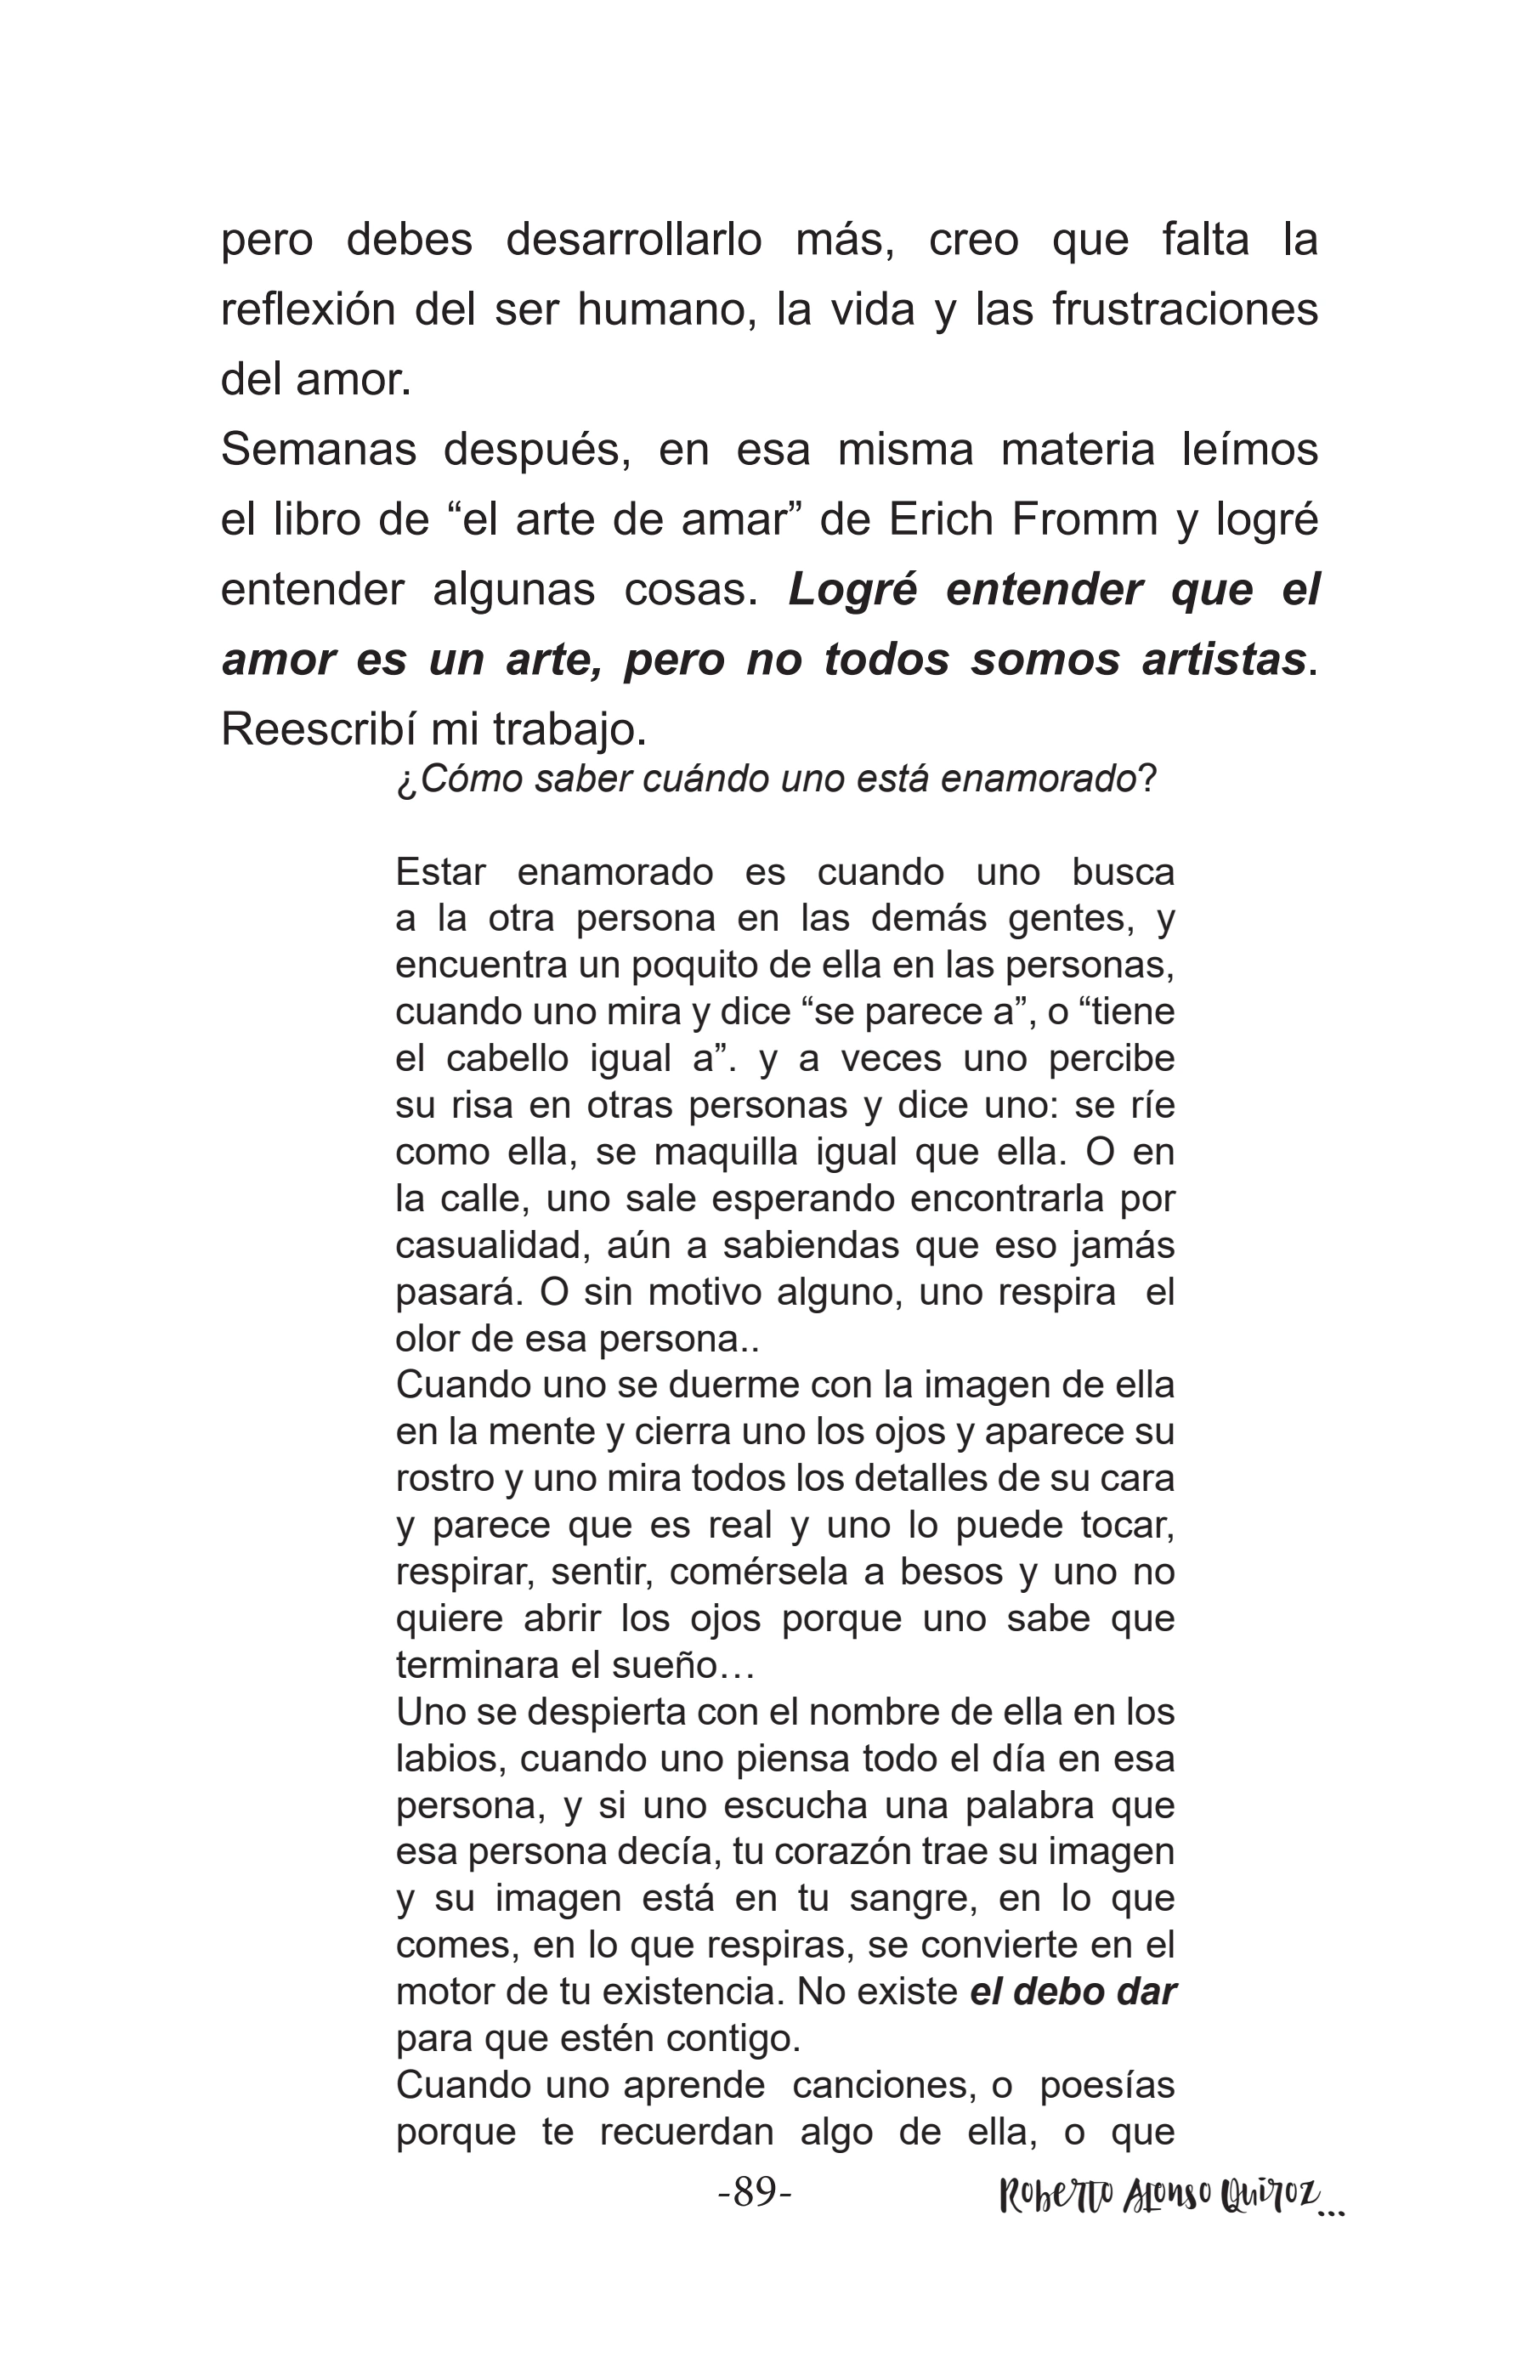 pero debes desarrollarlo más, creo que falta la
reflexión del ser humano, la vida y las frustraciones
del amor.
Semanas después, en esa misma materia leímos
el libro de “el arte de amar” de Erich Fromm y logré
entender algunas cosas. Logré entender que el
amor es un arte, pero no todos somos artistas.
Reescribí mi trabajo.
¿Cómo saber cuándo uno está enamorado?
Estar enamorado es cuando uno busca
a la otra persona en las demás gentes, y
encuentra un poquito de ella en las personas,
cuando uno mira y dice “se parece a”, o “tiene
el cabello igual a”. y a veces uno percibe
su risa en otras personas y dice uno: se ríe
como ella, se maquilla igual que ella. O en
la calle, uno sale esperando encontrarla por
casualidad, aún a sabiendas que eso jamás
pasará. O sin motivo alguno, uno respira el
olor de esa persona..
Cuando uno se duerme con la imagen de ella
en la mente y cierra uno los ojos y aparece su
rostro y uno mira todos los detalles de su cara
y parece que es real y uno lo puede tocar,
respirar, sentir, comérsela a besos y uno no
quiere abrir los ojos porque uno sabe que
terminara el sueño…
Uno se despierta con el nombre de ella en los
labios, cuando uno piensa todo el día en esa
persona, y si uno escucha una palabra que
esa persona decía, tu corazón trae su imagen
y su imagen está en tu sangre, en lo que
comes, en lo que respiras, se convierte en el
motor de tu existencia. No existe el debo dar
para que estén contigo.
Cuando uno aprende canciones, o poesías
porque te recuerdan algo de ella, o que
-89-
Roberto Alonso Quiroz...